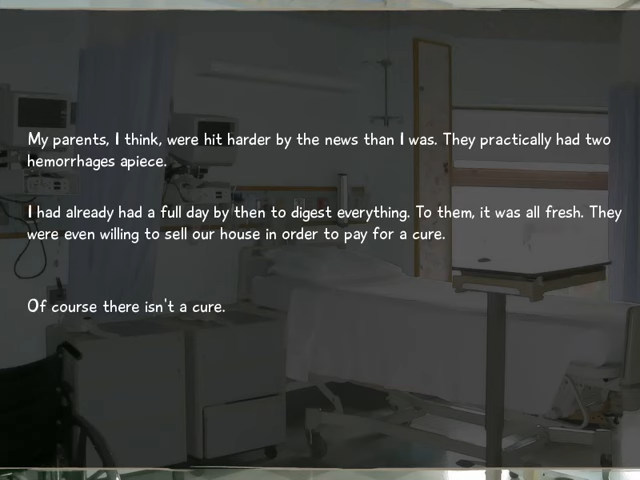 My parents, I think, were hit harder by the news than I was. They practically had two
hemorrhages apiece.
I had already had a full day by then to digest everything. To them, it was all fresh. They
were even willing to sell our house in order to pay for a cure.
Of course there isn't a cure.